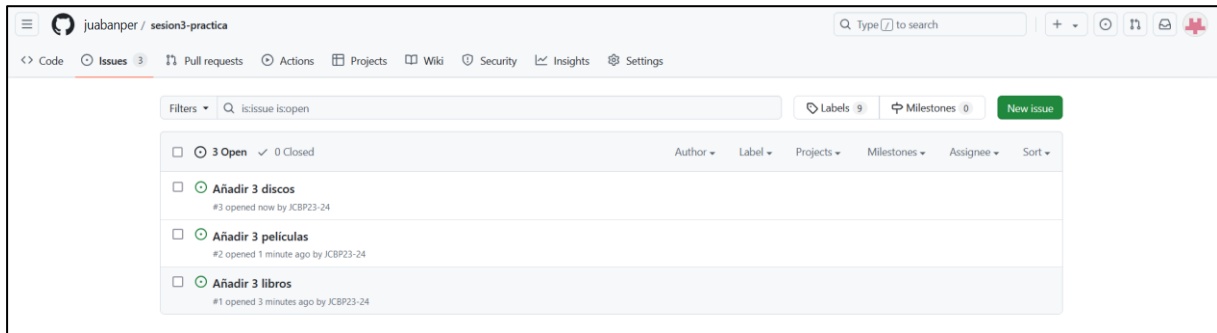 juabanper / sesion3-practica
Type / to search
Code Issues 3 Pull requests Actions Projects Wiki Security Insights Settings
Filters is:issue is:open Labels 9 Milestones 0 New issue
3 Open 0 Closed Author Label Projects Milestones Assignee Sort
Añadir 3 discos
#3 opened now by JCBP23-24
Añadir 3 películas
#2 opened 1 minute ago by JCBP23-24
Añadir 3 libros
#1 opened 3 minutes ago by JCBP23-24